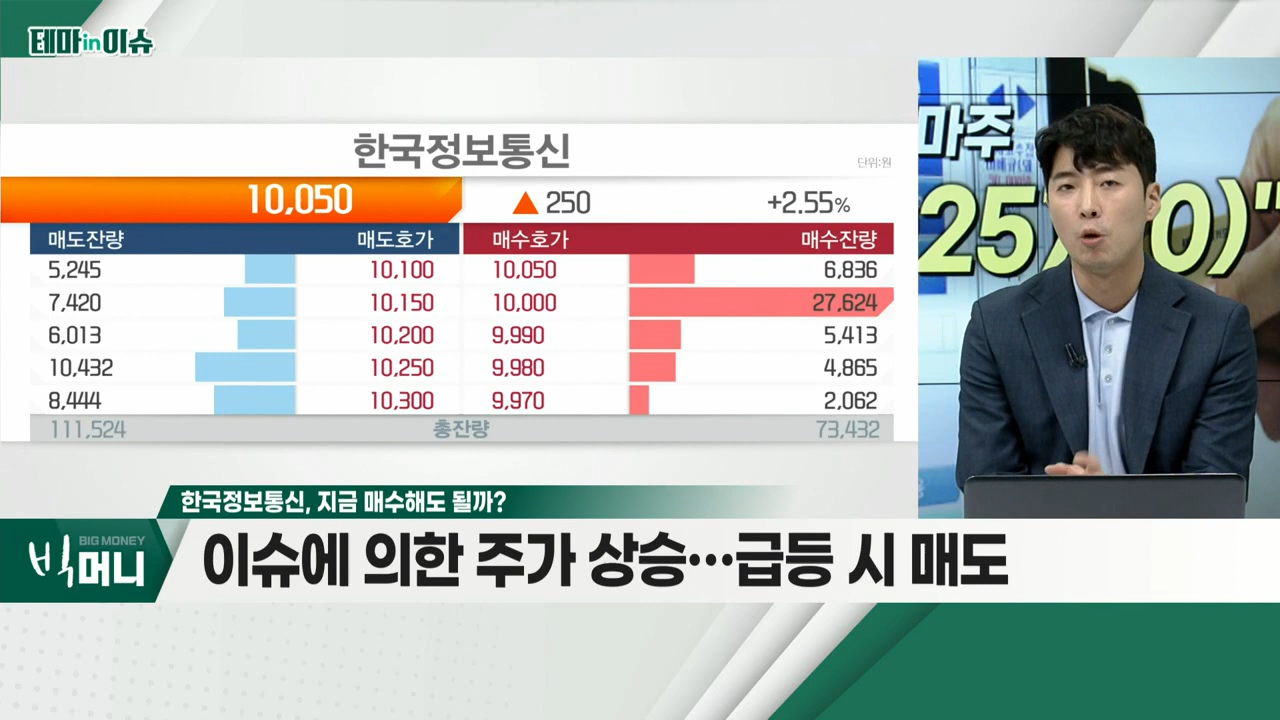 테마in이슈
한국정보통신
단위:원
10,050 ▲ 250 +2.55%
매도잔량 매도호가 매수호가 매수잔량
5,245 10,100 10,050 6,836
7,420 10,150 10,000 27,624
6,013 10,200 9,990 5,413
10,432 10,250 9,980 4,865
8,444 10,300 9,970 2,062
111,524 총잔량 73,432
마주
한국정보통신, 지금 매수해도 될까?
BIG MONEY
빅머니
이슈에 의한 주가 상승…급등 시 매도